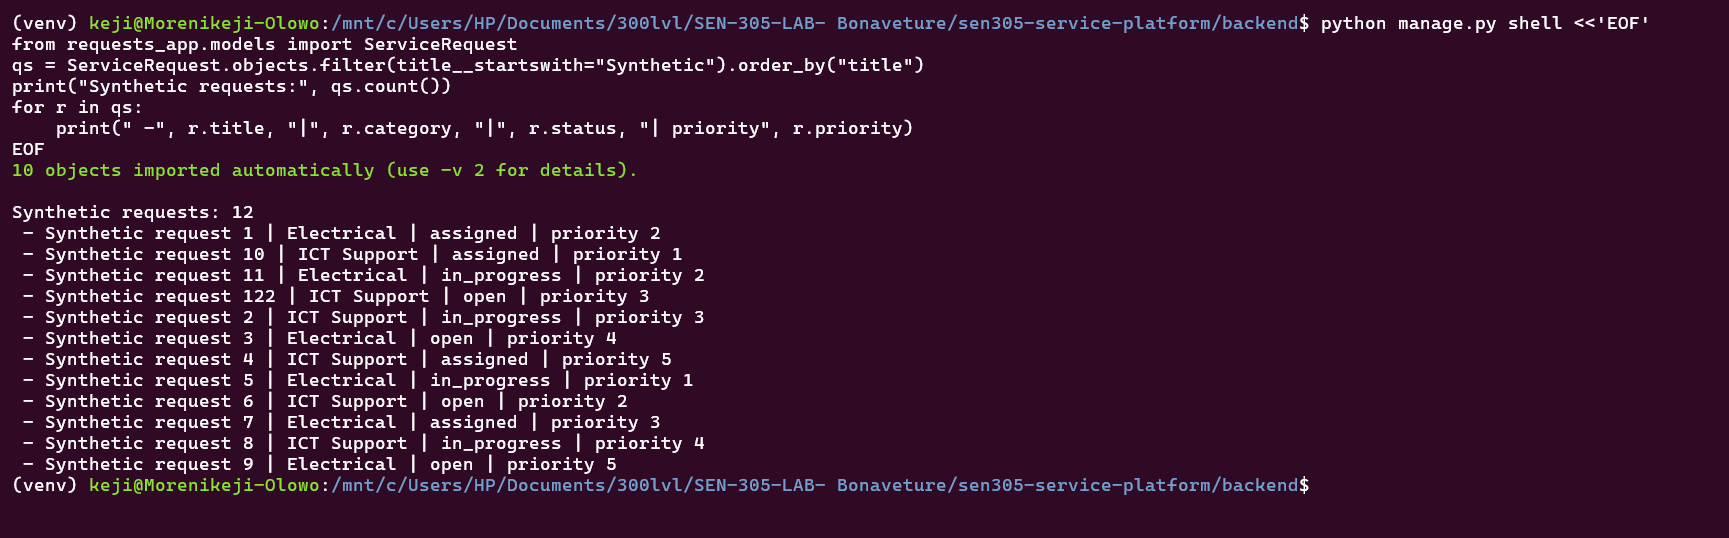 (venv) keji@Morenikeji-Olowo:/mnt/c/Users/HP/Documents/300lvl/SEN-305-LAB- Bonaveture/sen305-service-platform/backend$ python manage.py shell <<'EOF'
from requests_app.models import ServiceRequest
qs = ServiceRequest.objects.filter(title__startswith="Synthetic").order_by("title")
print("Synthetic requests:", qs.count())
for r in qs:
    print(" -", r.title, "|", r.category, "|", r.status, "| priority", r.priority)
EOF
10 objects imported automatically (use -v 2 for details).

Synthetic requests: 12
 - Synthetic request 1 | Electrical | assigned | priority 2
 - Synthetic request 10 | ICT Support | assigned | priority 1
 - Synthetic request 11 | Electrical | in_progress | priority 2
 - Synthetic request 122 | ICT Support | open | priority 3
 - Synthetic request 2 | ICT Support | in_progress | priority 3
 - Synthetic request 3 | Electrical | open | priority 4
 - Synthetic request 4 | ICT Support | assigned | priority 5
 - Synthetic request 5 | Electrical | in_progress | priority 1
 - Synthetic request 6 | ICT Support | open | priority 2
 - Synthetic request 7 | Electrical | assigned | priority 3
 - Synthetic request 8 | ICT Support | in_progress | priority 4
 - Synthetic request 9 | Electrical | open | priority 5
(venv) keji@Morenikeji-Olowo:/mnt/c/Users/HP/Documents/300lvl/SEN-305-LAB- Bonaveture/sen305-service-platform/backend$